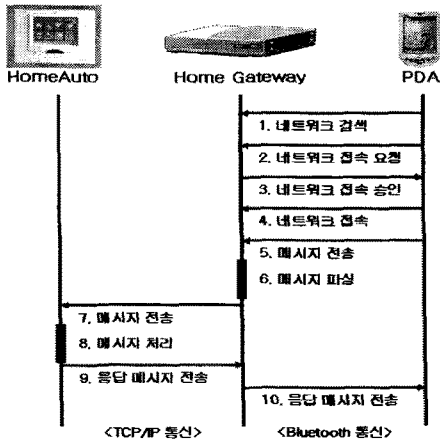 HomeAuto
Home Gateway
PDA
1. 네트워크 검색
2. 네트워크 접속 요청
3. 네트워크 접속 승인
4. 네트워크 접속
5. 메시지 전송
6. 메시지 파싱
7. 메시지 전송
8. 메시지 처리
9. 응답 메시지 전송
10. 응답 메시지 전송
<TCP/IP 통신>
<Bluetooth 통신>